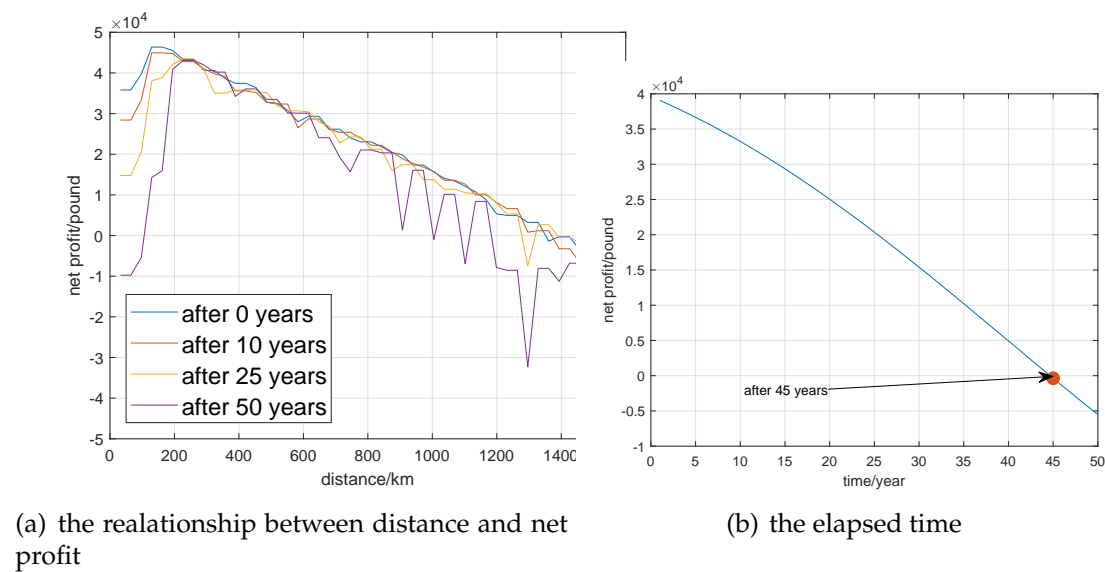 ×10⁴
5
4
3
2
1
0
-1
-2
-3
-4
-5
net profit/pound
after 0 years
after 10 years
after 25 years
after 50 years
0 200 400 600 800 1000 1200 1400
distance/km
×10⁴
4
3.5
3
2.5
2
1.5
1
0.5
0
-0.5
-1
net profit/pound
after 45 years
0 5 10 15 20 25 30 35 40 45 50
time/year
(a) the realationship between distance and net
profit
(b) the elapsed time